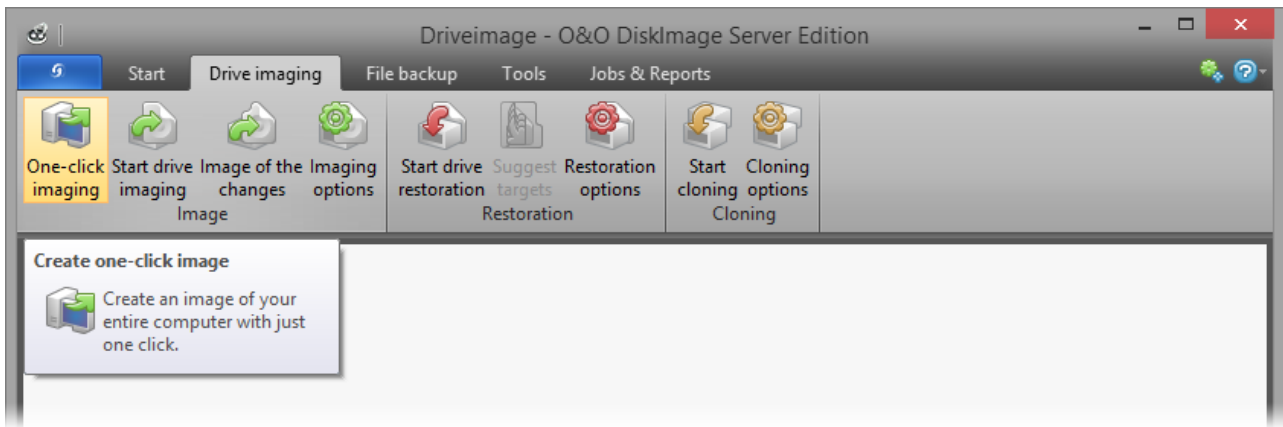 Driveimage - O&O DiskImage Server Edition
Start Drive imaging File backup Tools Jobs & Reports
One-click Start drive Image of the Imaging Start drive Suggest Restoration Start Cloning
imaging imaging changes options restoration targets options cloning options
Image Restoration Cloning
Create one-click image
Create an image of your
entire computer with just
one click.